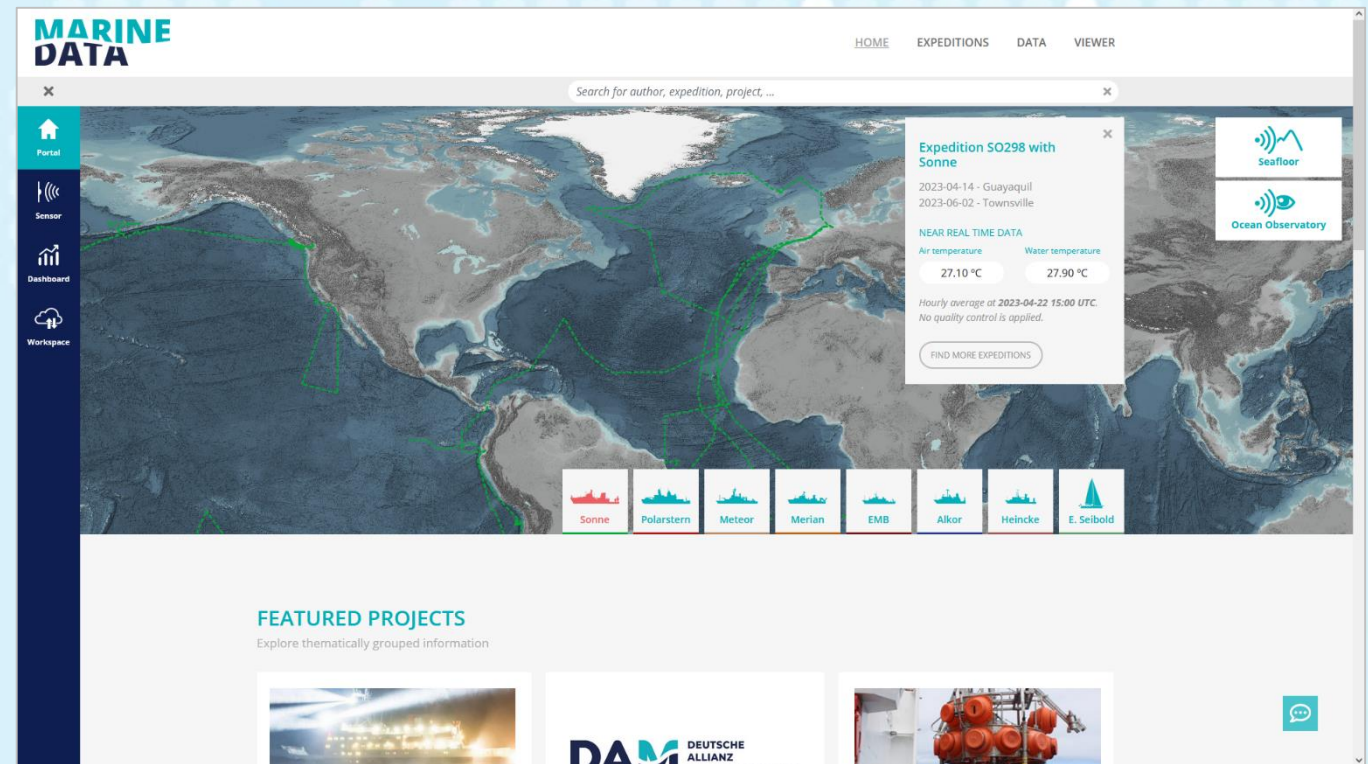 MARINE
DATA
HOME EXPEDITIONS DATA VIEWER
Search for author, expedition, project, ...
Portal
Sensor
Dashboard
Workspace
Expedition SO298 with
Sonne
2023-04-14 - Guayaquil
2023-06-02 - Townsville
NEAR REAL TIME DATA
Air temperature Water temperature
27.10 °C 27.90 °C
Hourly average at 2023-04-22 15:00 UTC.
No quality control is applied.
FIND MORE EXPEDITIONS
Seafloor
Ocean Observatory
Sonne Polarstern Meteor Merian EMB Alkor Heincke E. Seibold
FEATURED PROJECTS
Explore thematically grouped information
DAM DEUTSCHE
ALLIANZ